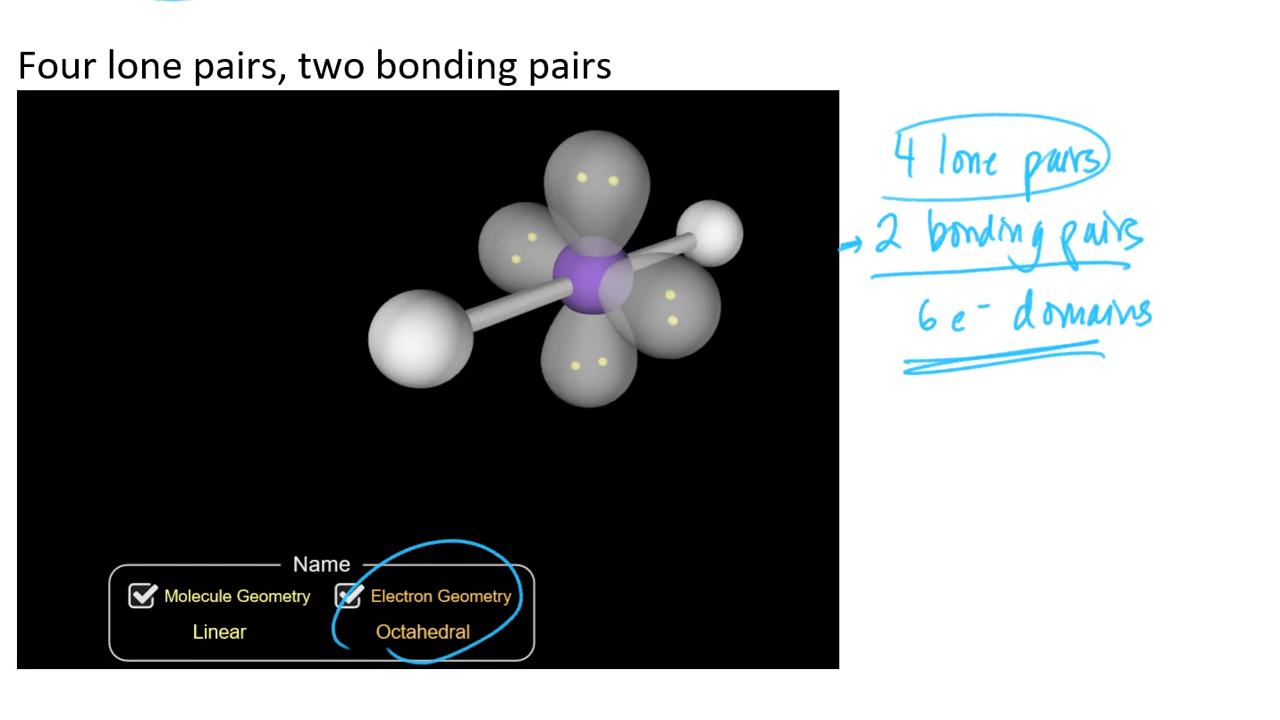 Four lone pairs, two bonding pairs
4 lone pairs
→ 2 bonding pairs
6 e⁻ domains
Name
Molecule Geometry Electron Geometry
Linear Octahedral